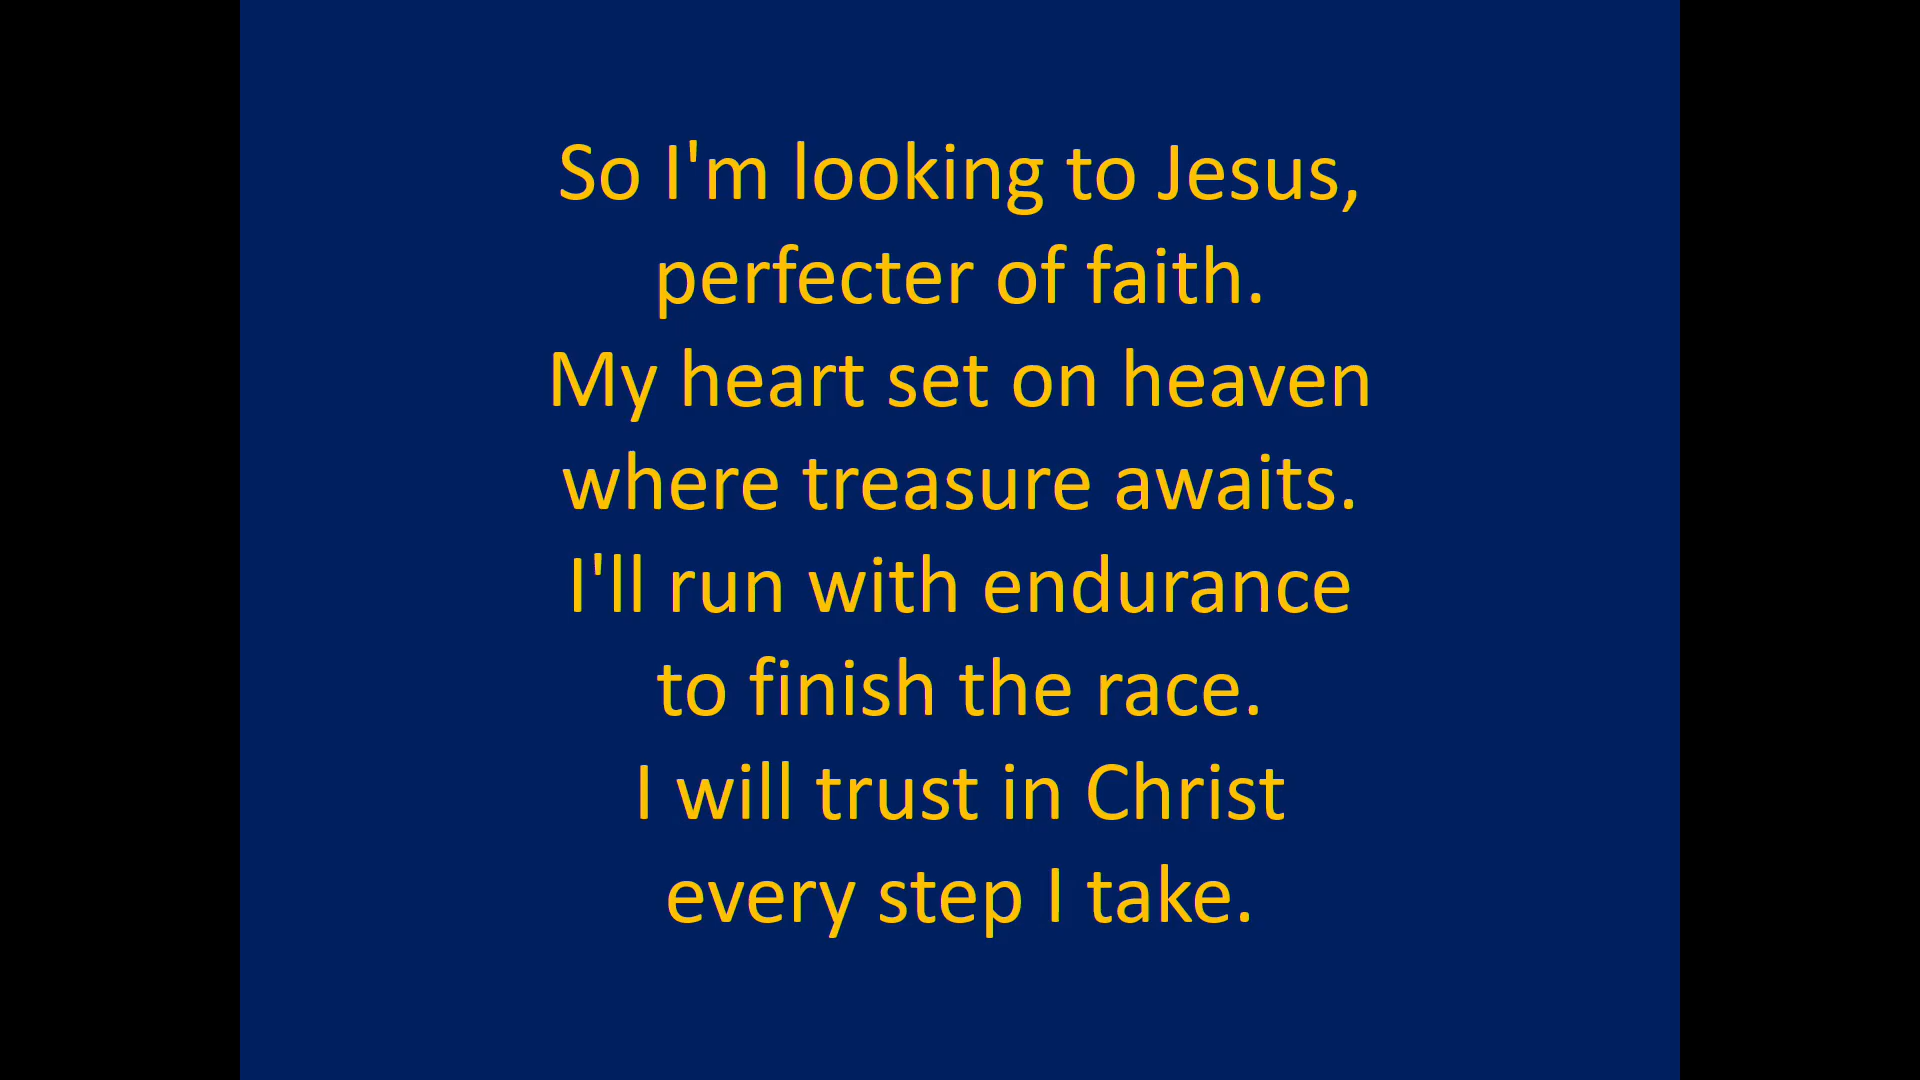 So I'm looking to Jesus,
perfecter of faith.
My heart set on heaven
where treasure awaits.
I'll run with endurance
to finish the race.
I will trust in Christ
every step I take.